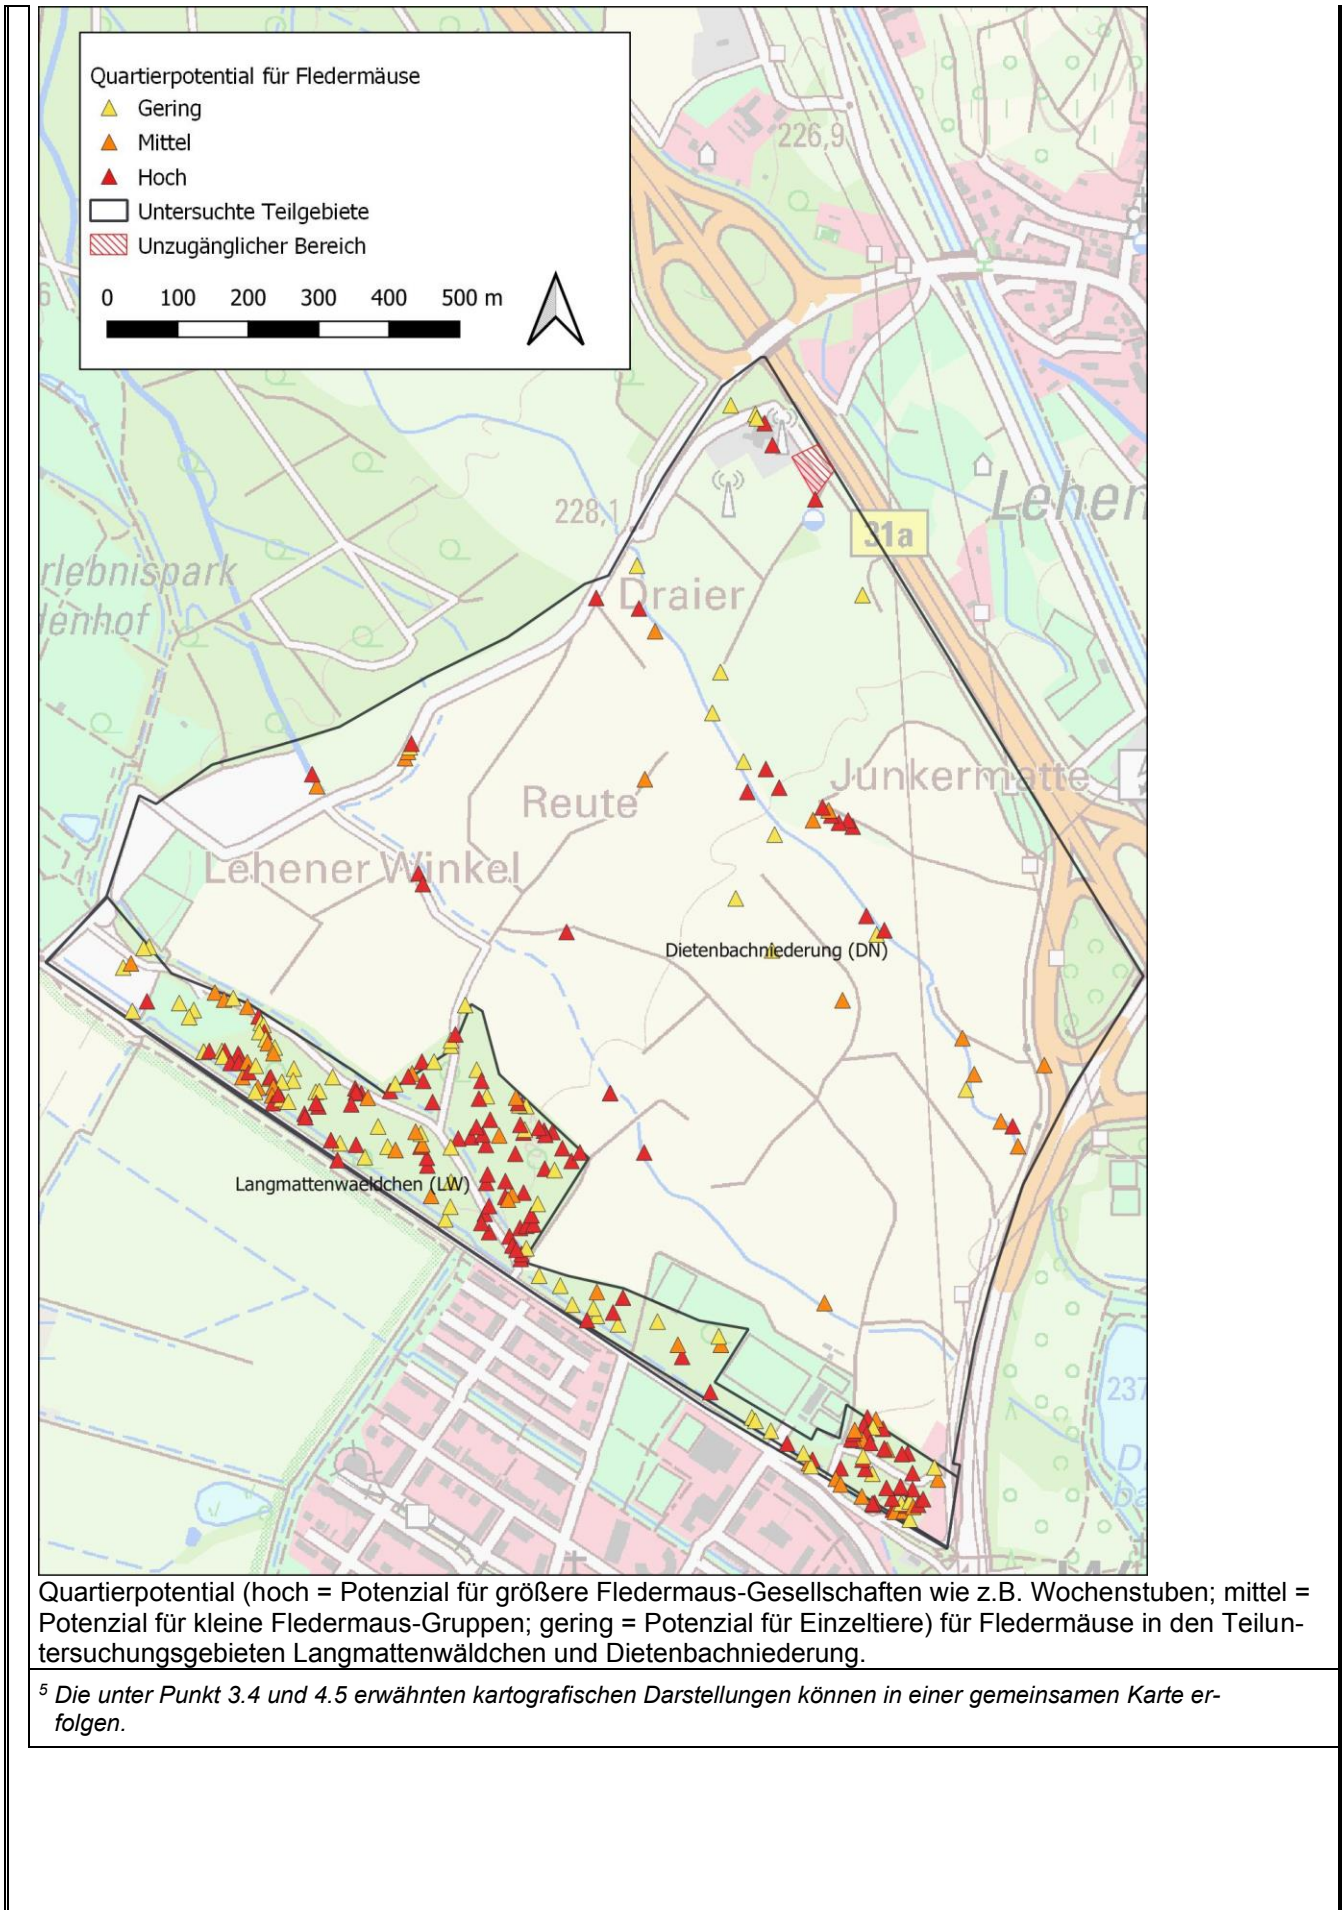 Quartierpotential für Fledermäuse
Gering
Mittel
Hoch
Untersuchte Teilgebiete
Unzugänglicher Bereich
0 100 200 300 400 500 m
226,9
6
Lehen
228,1
31a
rlebnispark
lenhof
Draier
Junkermatte
Reute
Lehener Winkel
Dietenbachniederung (DN)
Langmattenwaeldchen (LW)
237
Quartierpotential (hoch = Potenzial für größere Fledermaus-Gesellschaften wie z.B. Wochenstuben; mittel =
Potenzial für kleine Fledermaus-Gruppen; gering = Potenzial für Einzeltiere) für Fledermäuse in den Teilun-
tersuchungsgebieten Langmattenwäldchen und Dietenbachniederung.
5 Die unter Punkt 3.4 und 4.5 erwähnten kartografischen Darstellungen können in einer gemeinsamen Karte er-
folgen.